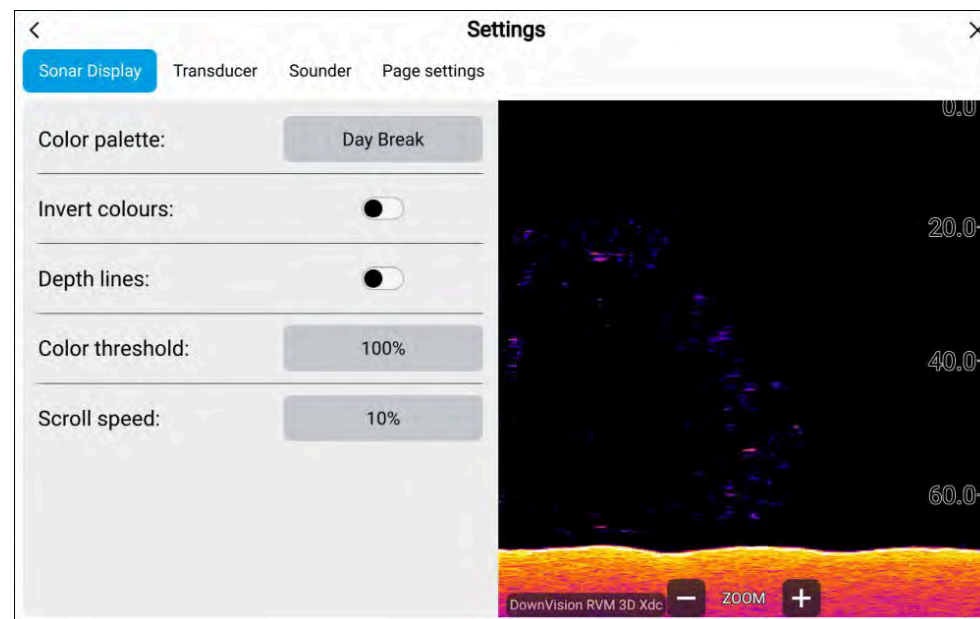 Settings
Sonar Display Transducer Sounder Page settings
Color palette: Day Break
Invert colours:
Depth lines:
Color threshold: 100%
Scroll speed: 10%
0.0
20.0
40.0
60.0
DownVision RVM 3D Xdc
ZOOM